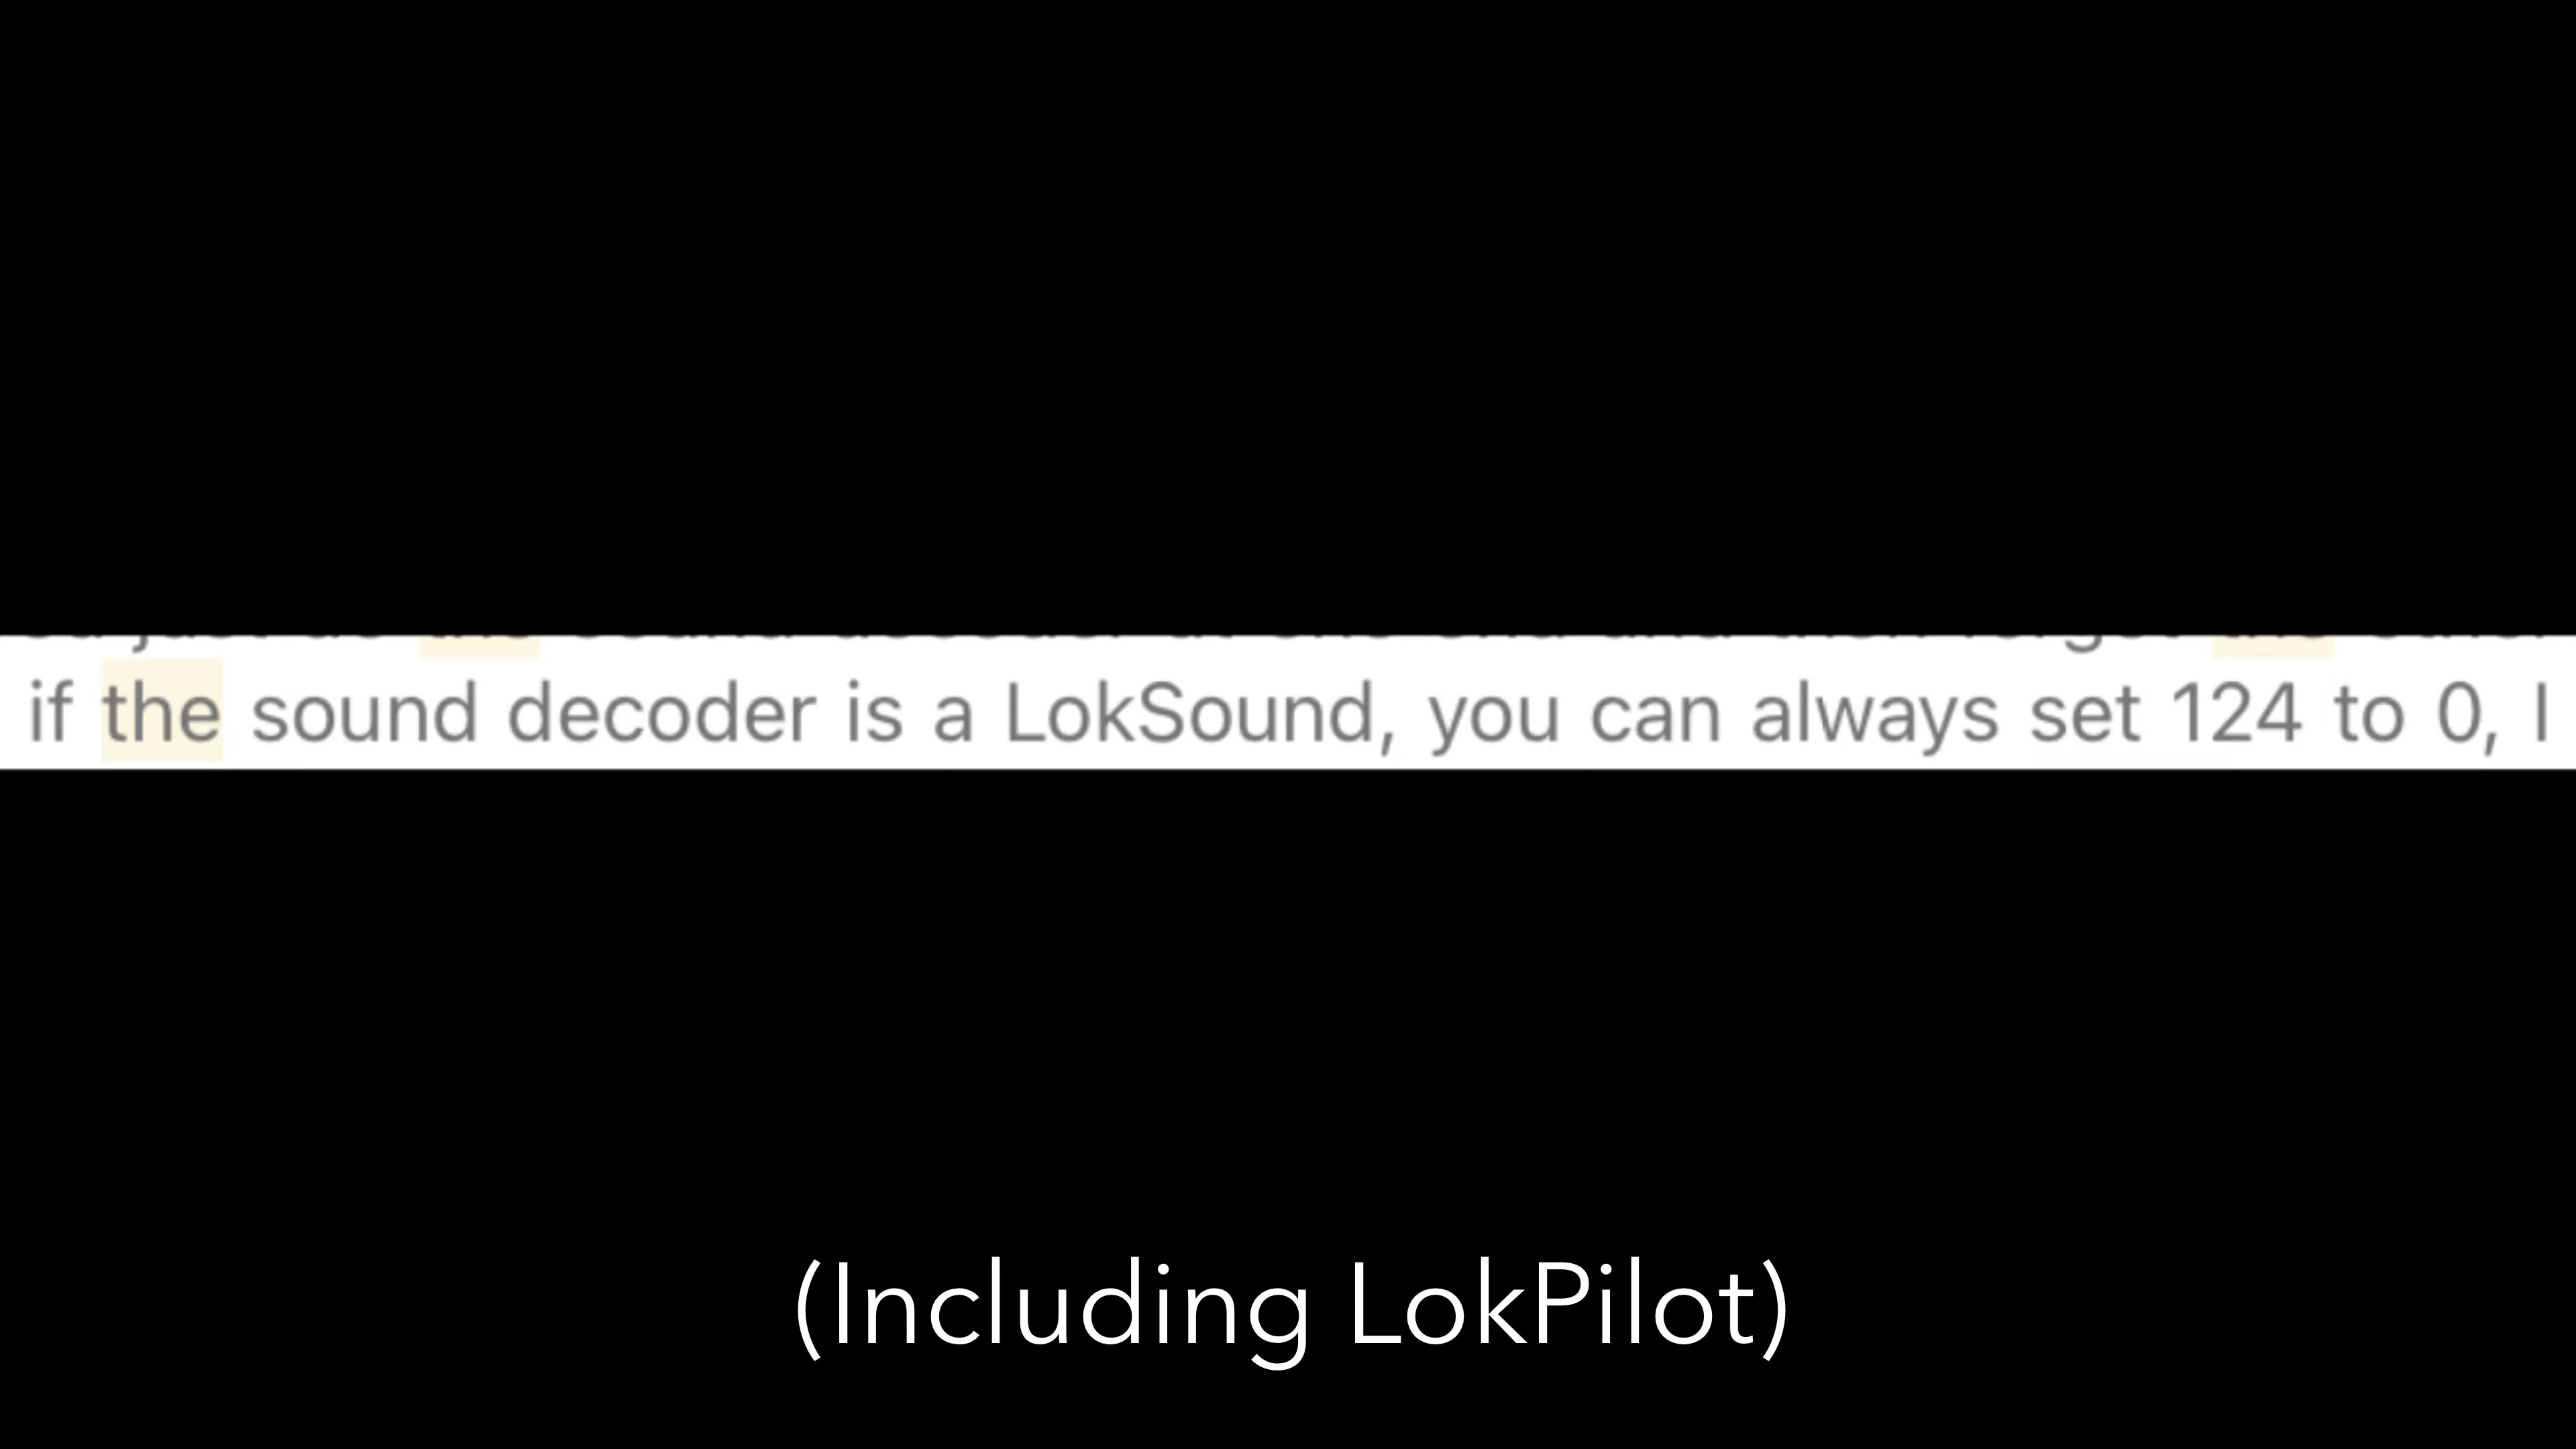 if the sound decoder is a LokSound, you can always set 124 to 0, I
(Including LokPilot)